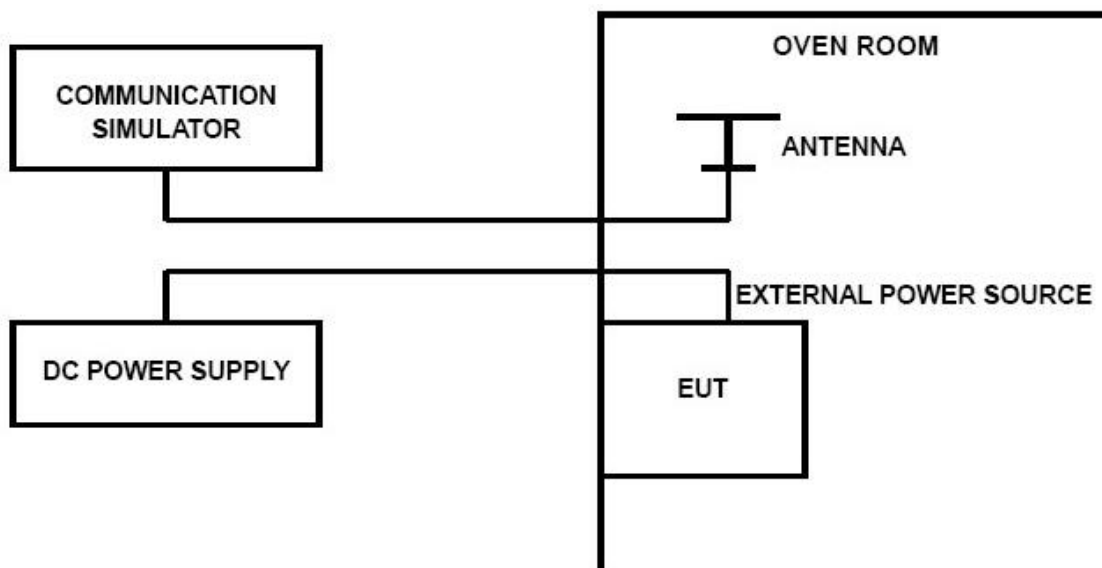 OVEN ROOM
COMMUNICATION
SIMULATOR
ANTENNA
EXTERNAL POWER SOURCE
DC POWER SUPPLY
EUT